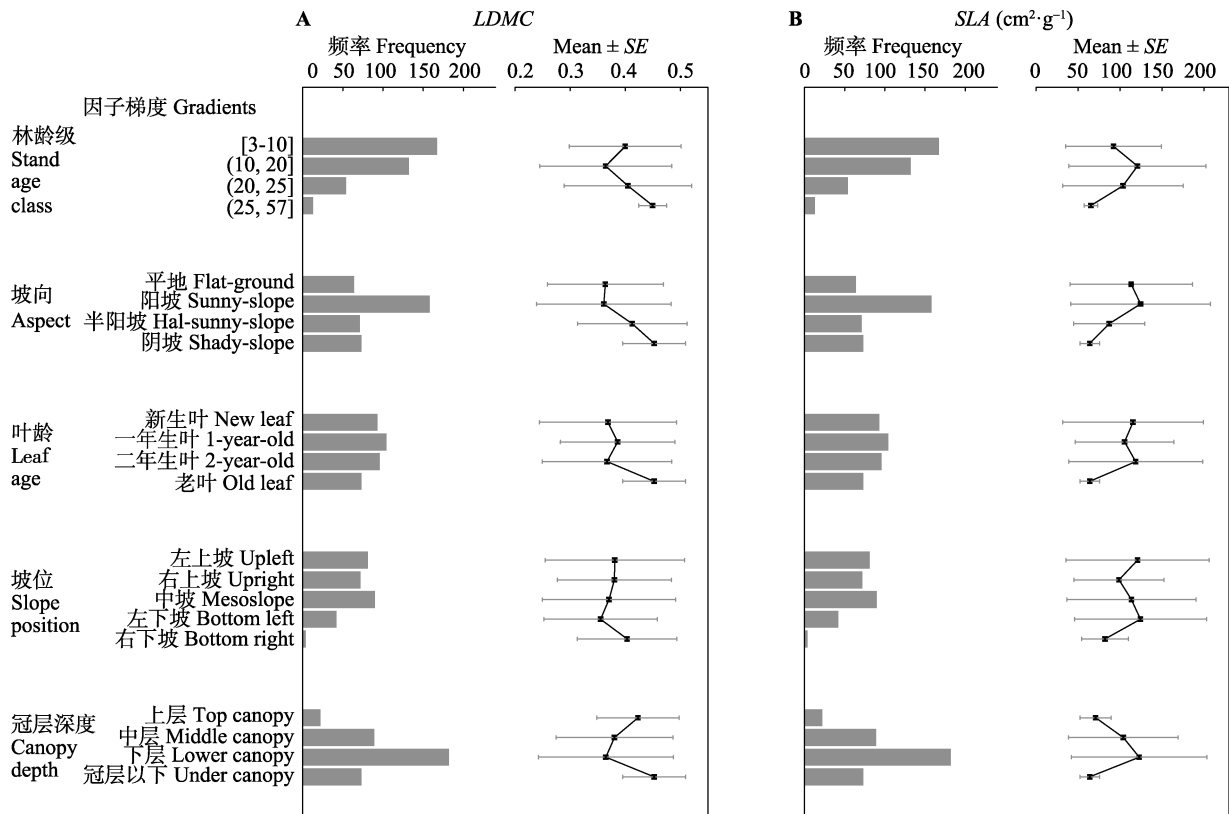 A LDMC B SLA (cm²·g⁻¹)
频率 Frequency Mean ± SE 频率 Frequency Mean ± SE
0 50 100 200 0.2 0.3 0.4 0.5 0 50 100 200 0 50 100 150 200
因子梯度 Gradients
林龄级 Stand age class
[3-10]
(10, 20]
(20, 25]
(25, 57]
坡向 Aspect
平地 Flat-ground
阳坡 Sunny-slope
半阳坡 Hal-sunny-slope
阴坡 Shady-slope
叶龄 Leaf age
新生叶 New leaf
一年生叶 1-year-old
二年生叶 2-year-old
老叶 Old leaf
坡位 Slope position
左上坡 Upleft
右上坡 Upright
中坡 Mesoslope
左下坡 Bottom left
右下坡 Bottom right
冠层深度 Canopy depth
上层 Top canopy
中层 Middle canopy
下层 Lower canopy
冠层以下 Under canopy